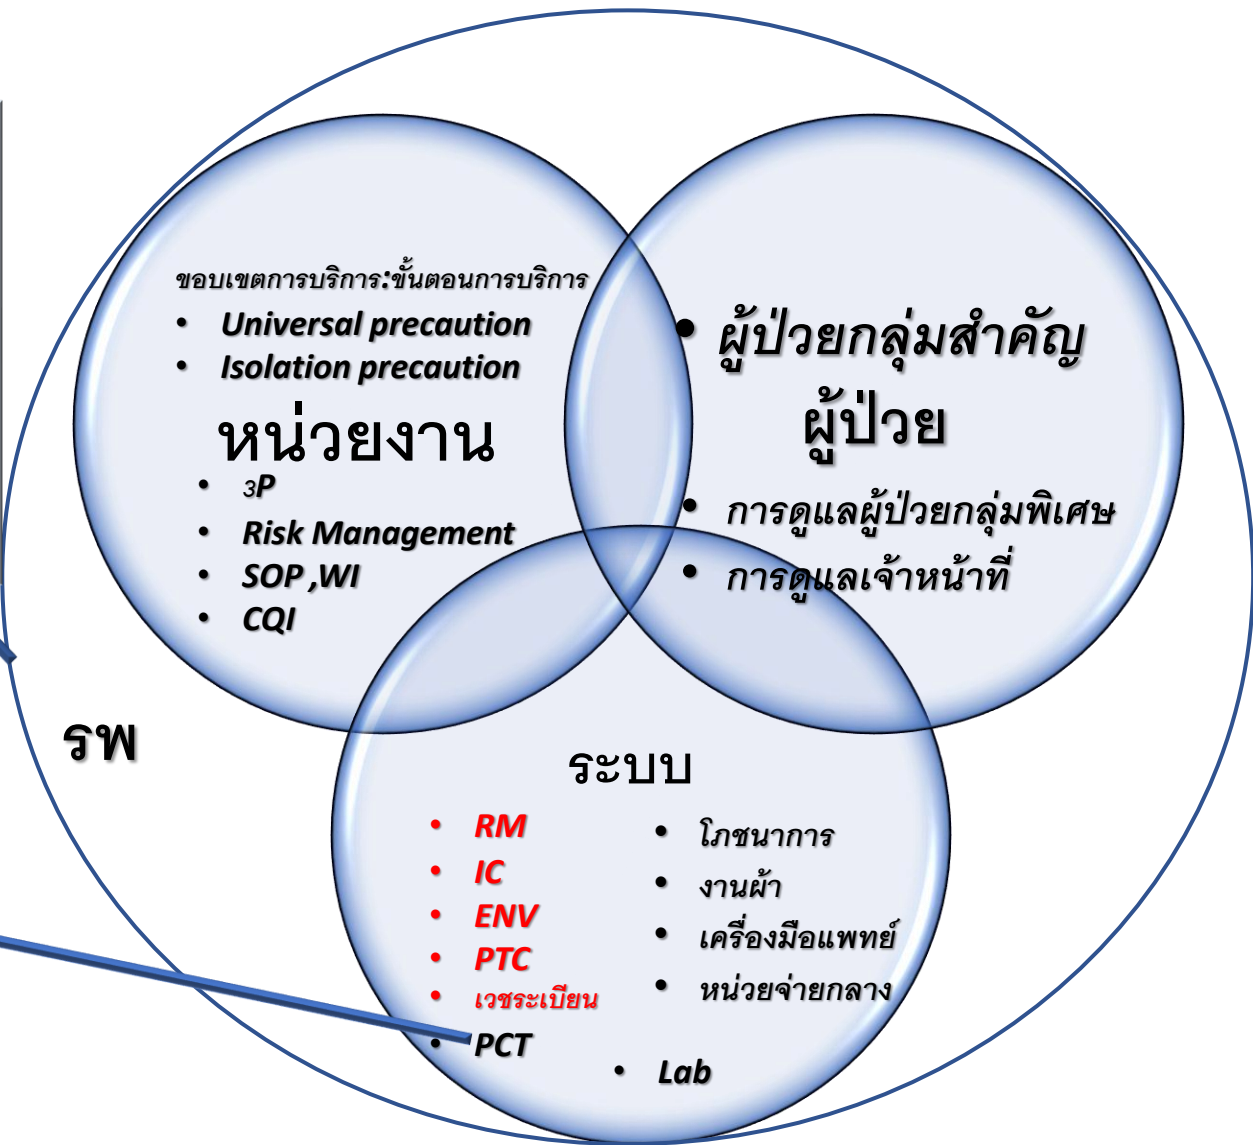 ขอบเขตการบริการ:ขั้นตอนการบริการ
• Universal precaution
• Isolation precaution
หน่วยงาน
• 3P
• Risk Management
• SOP ,WI
• CQI
• ผู้ป่วยกลุ่มสำคัญ
ผู้ป่วย
• การดูแลผู้ป่วยกลุ่มพิเศษ
• การดูแลเจ้าหน้าที่
รพ
ระบบ
• RM
• IC
• ENV
• PTC
• เวชระเบียน
• PCT
• โภชนาการ
• งานผ้า
• เครื่องมือแพทย์
• หน่วยจ่ายกลาง
• Lab